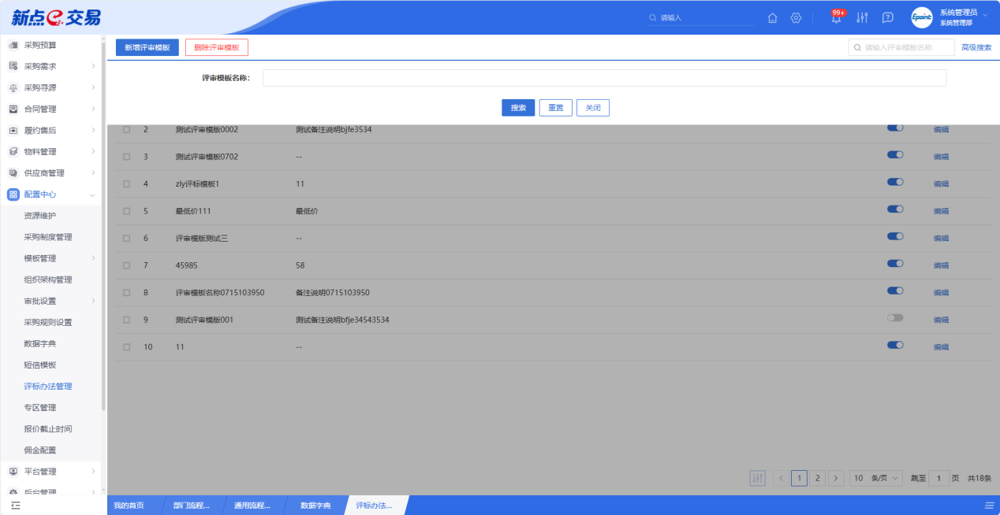 新点e交易
请输入
99+
Epoint
系统管理员
系统管理部
采购预算
采购需求
采购寻源
合同管理
履约售后
物料管理
供应商管理
配置中心
资源维护
采购制度管理
模板管理
组织架构管理
审批设置
采购规则设置
数据字典
短信模板
评标办法管理
专区管理
报价截止时间
佣金配置
平台管理
后台管理
新增评审模板 删除评审模板 请输入评审模板名称 高级搜索
评审模板名称：
搜索 重置 关闭
2 测试评审模版0002 测试备注说明bjfe3534 编辑
3 测试评审模板0702 -- 编辑
4 zly评标模板1 11 编辑
5 最低价111 最低价 编辑
6 评审模版测试三 -- 编辑
7 45985 58 编辑
8 评审模板名称0715103950 备注说明0715103950 编辑
9 测试评审模版001 测试备注说明bfje34543534 编辑
10 11 -- 编辑
1 2 10 条/页 跳至 1 页 共18条
我的首页 部门流程... 通用流程... 数据字典 评标办法...